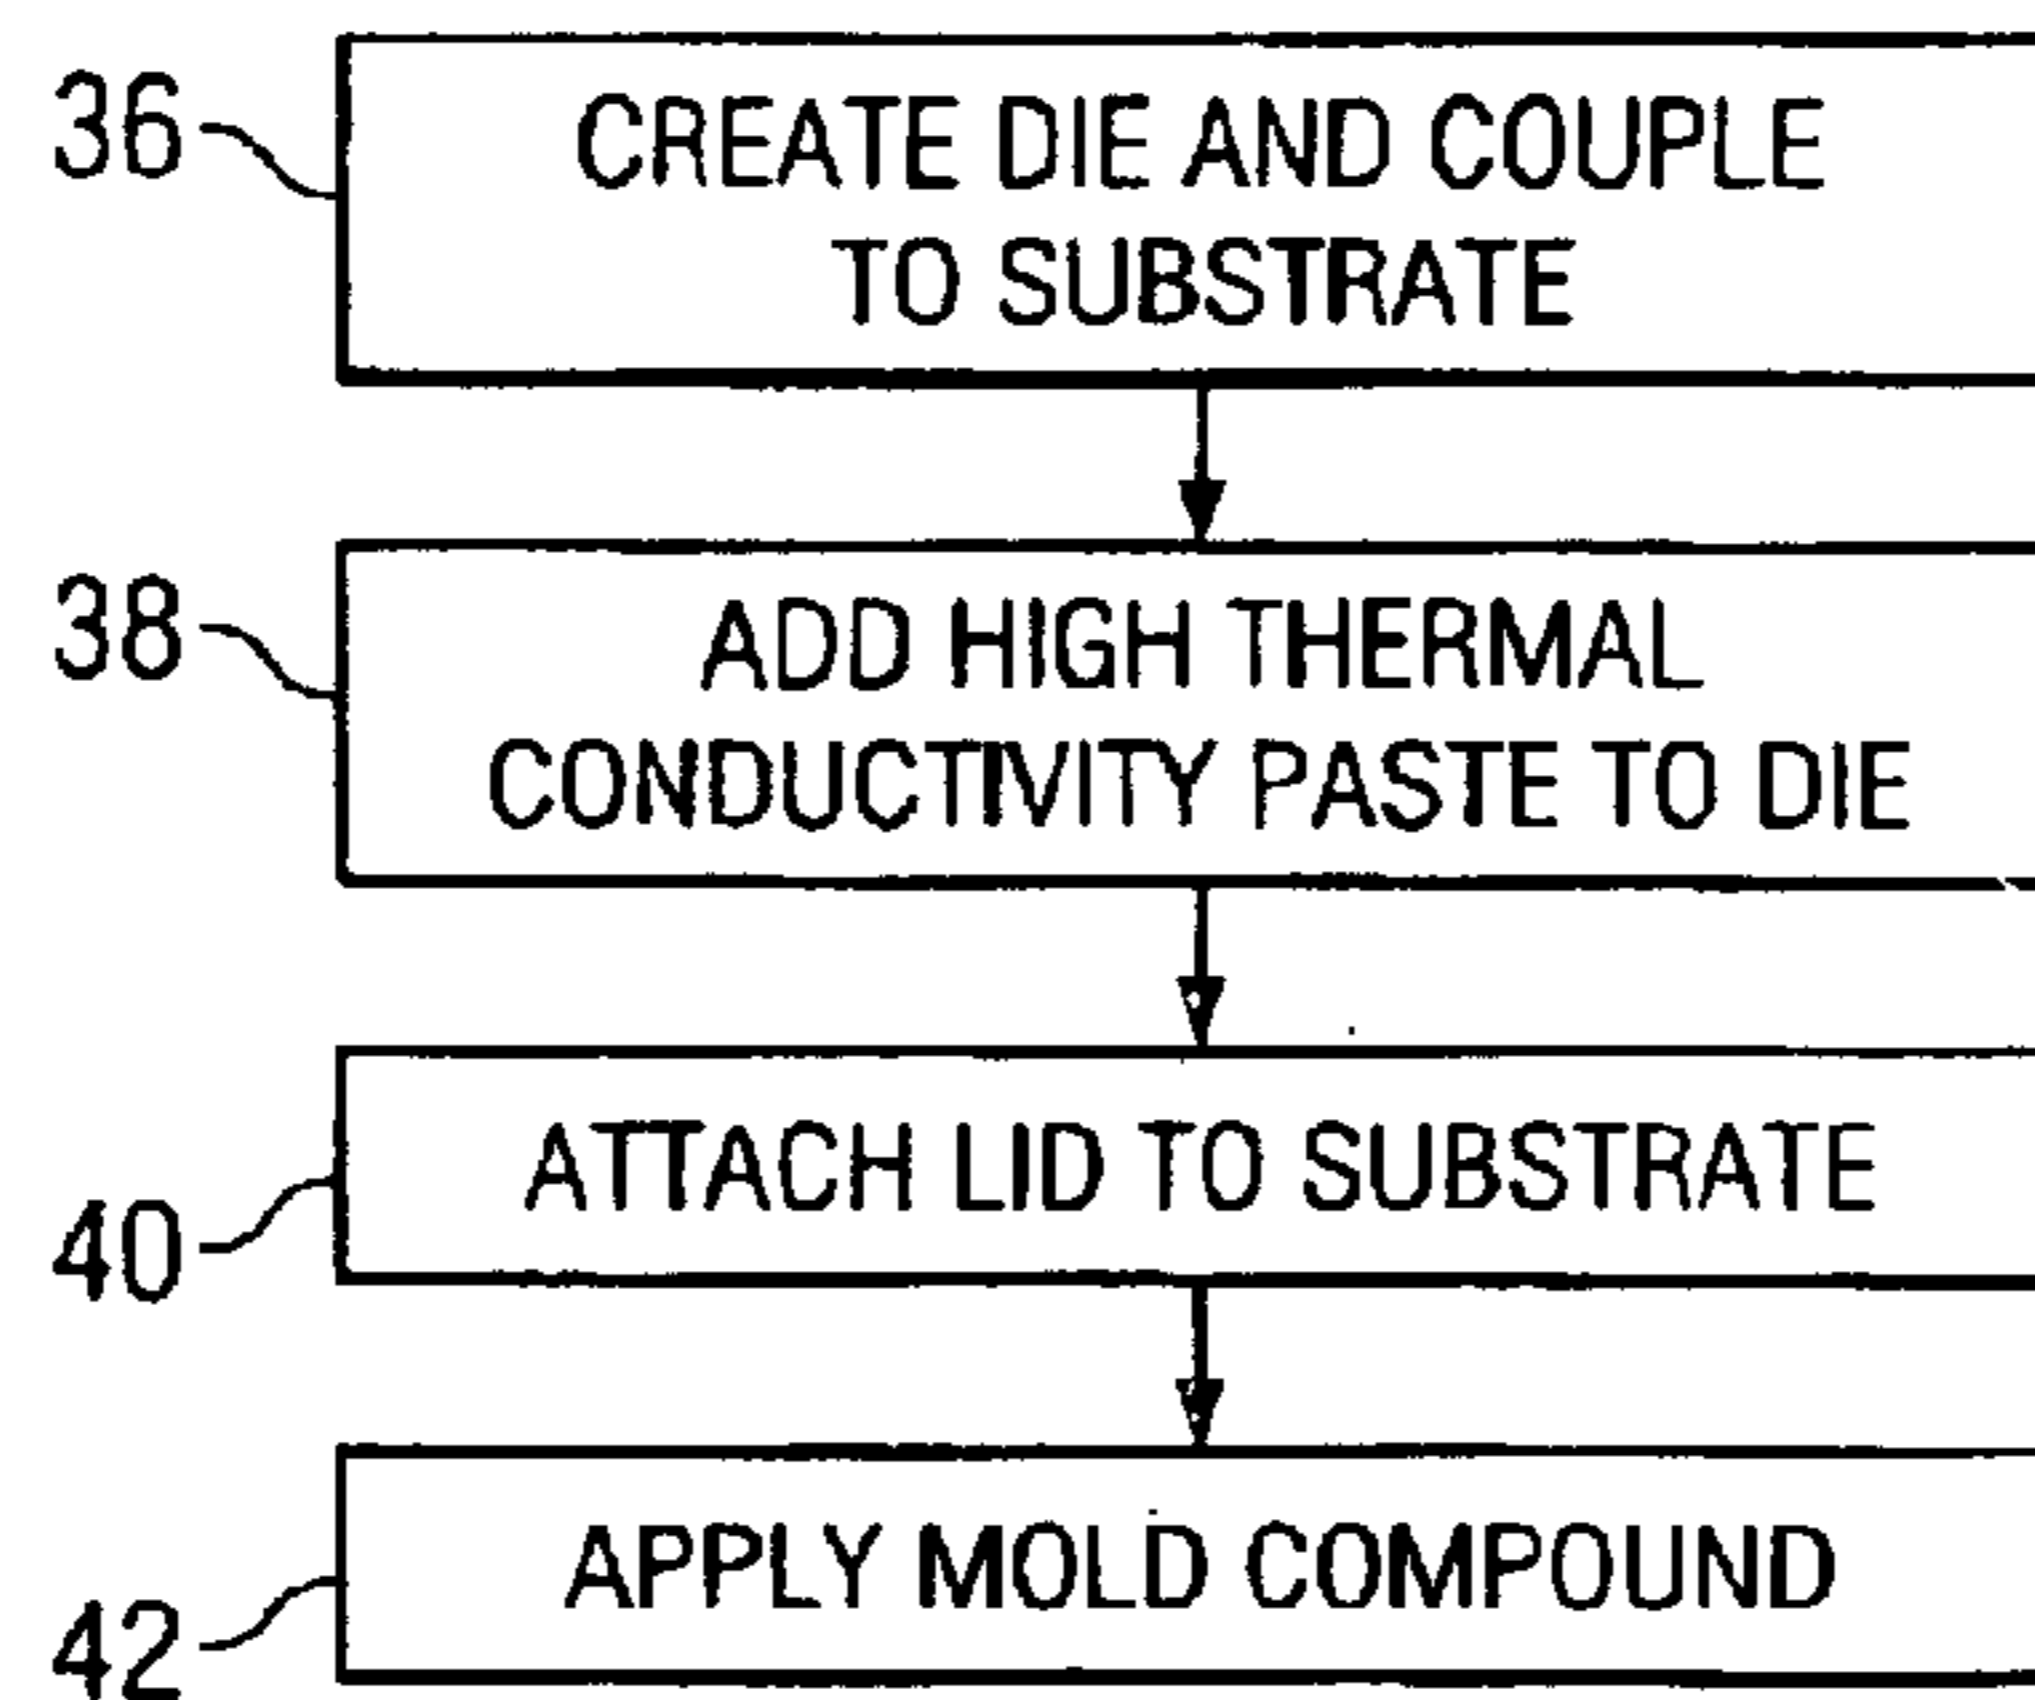 36
CREATE DIE AND COUPLE
TO SUBSTRATE
38
ADD HIGH THERMAL
CONDUCTIVITY PASTE TO DIE
40
ATTACH LID TO SUBSTRATE
42
APPLY MOLD COMPOUND